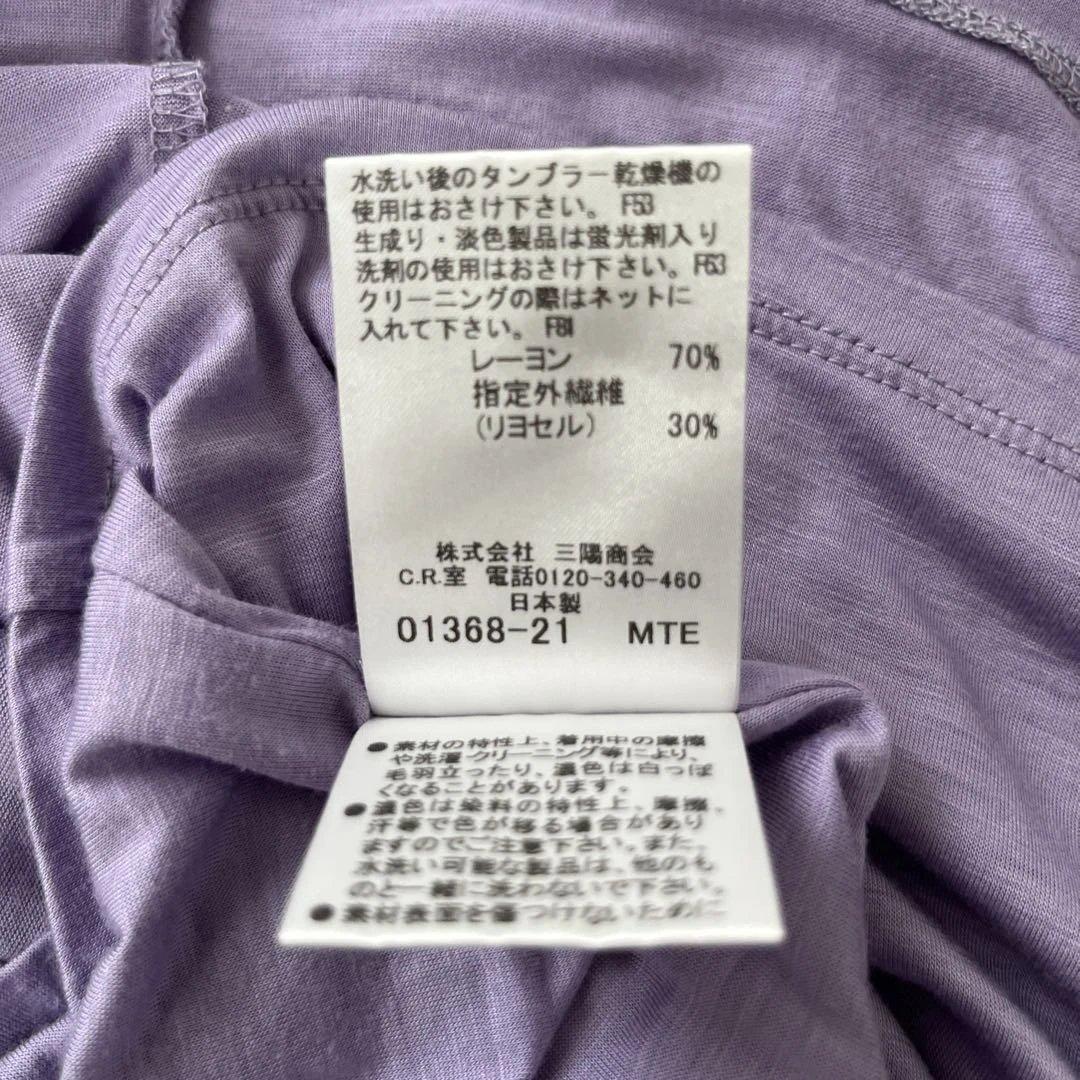 水洗い後のタンブラー乾燥機の
使用はおさけ下さい。 F53
生成り・淡色製品は蛍光剤入り
洗剤の使用はおさけ下さい。F63
クリーニングの際はネットに
入れて下さい。 F81
レーヨン 70%
指定外繊維
(リヨセル) 30%
株式会社 三陽商会
C.R.室 電話0120-340-460
日本製
01368-21 MTE
●素材の特性上、着用中の摩擦
や洗濯・クリーニング等により、
毛羽立ったり、濃色は白っぽ
くなることがあります。
●濃色は染料の特性上、摩擦、
汗等で色が移る場合があり
ますのでご注意下さい。また、
水洗い可能な製品は、他のも
のと一緒に洗わないで下さい。
●素材表面を傷つけないために